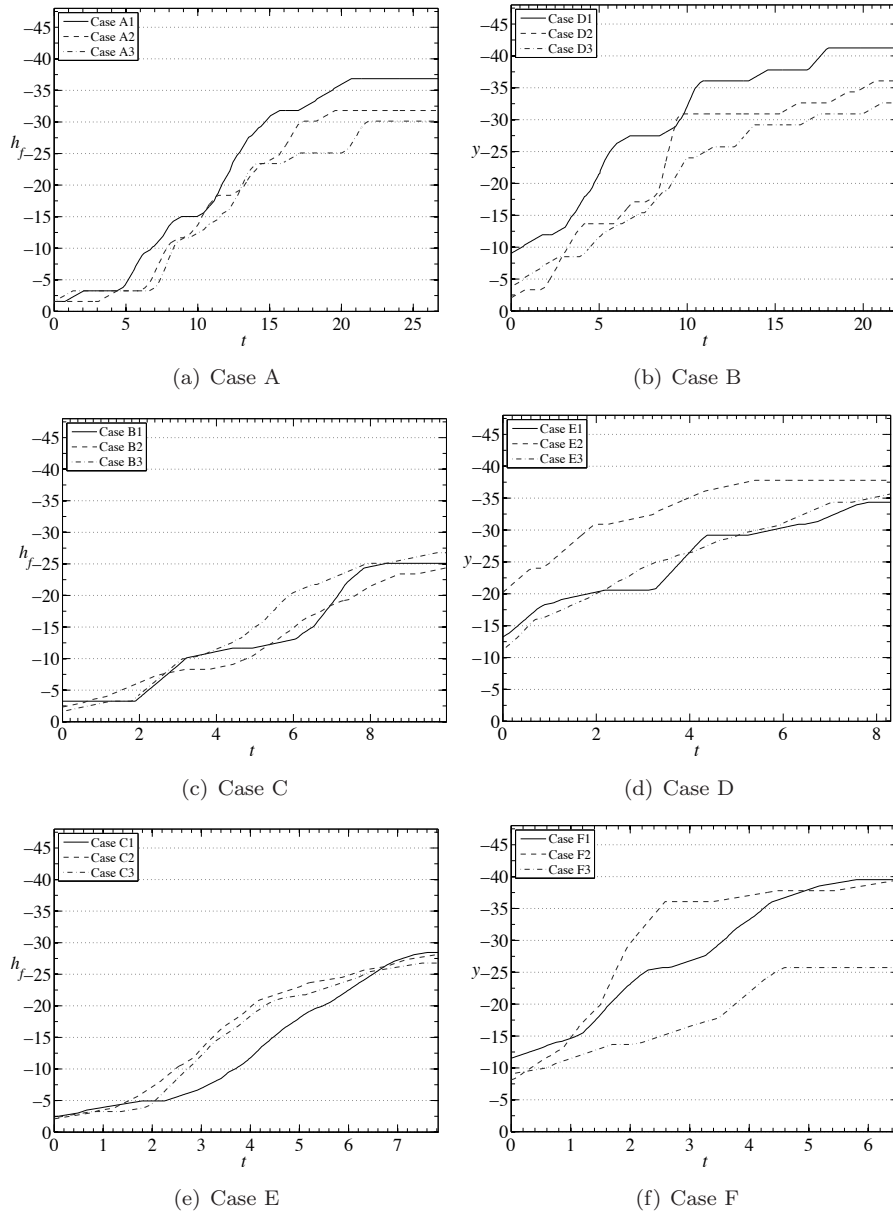 Case A1
Case A2
Case A3
−45
−40
−35
−30
h_f −25
−20
−15
−10
−5
0
0 5 10 15 20 25
t
(a) Case A
Case D1
Case D2
Case D3
−45
−40
−35
−30
y −25
−20
−15
−10
−5
0
0 5 10 15 20
t
(b) Case B
Case B1
Case B2
Case B3
−45
−40
−35
−30
h_f −25
−20
−15
−10
−5
0
0 2 4 6 8
t
(c) Case C
Case E1
Case E2
Case E3
−45
−40
−35
−30
y −25
−20
−15
−10
−5
0
0 2 4 6 8
t
(d) Case D
Case C1
Case C2
Case C3
−45
−40
−35
−30
h_f −25
−20
−15
−10
−5
0
0 1 2 3 4 5 6 7
t
(e) Case E
Case F1
Case F2
Case F3
−45
−40
−35
−30
y −25
−20
−15
−10
−5
0
0 1 2 3 4 5 6
t
(f) Case F